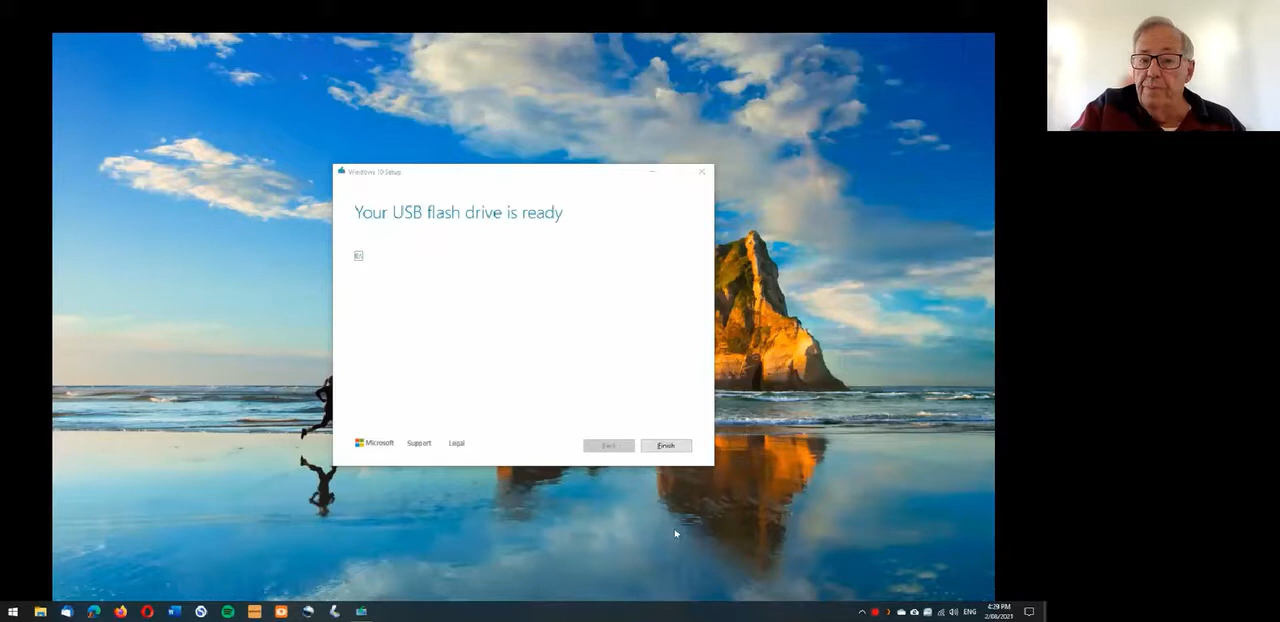 Windows 10 Setup
Your USB flash drive is ready
Microsoft Support Legal
Finish
ENG
4:29 PM
2/08/2021